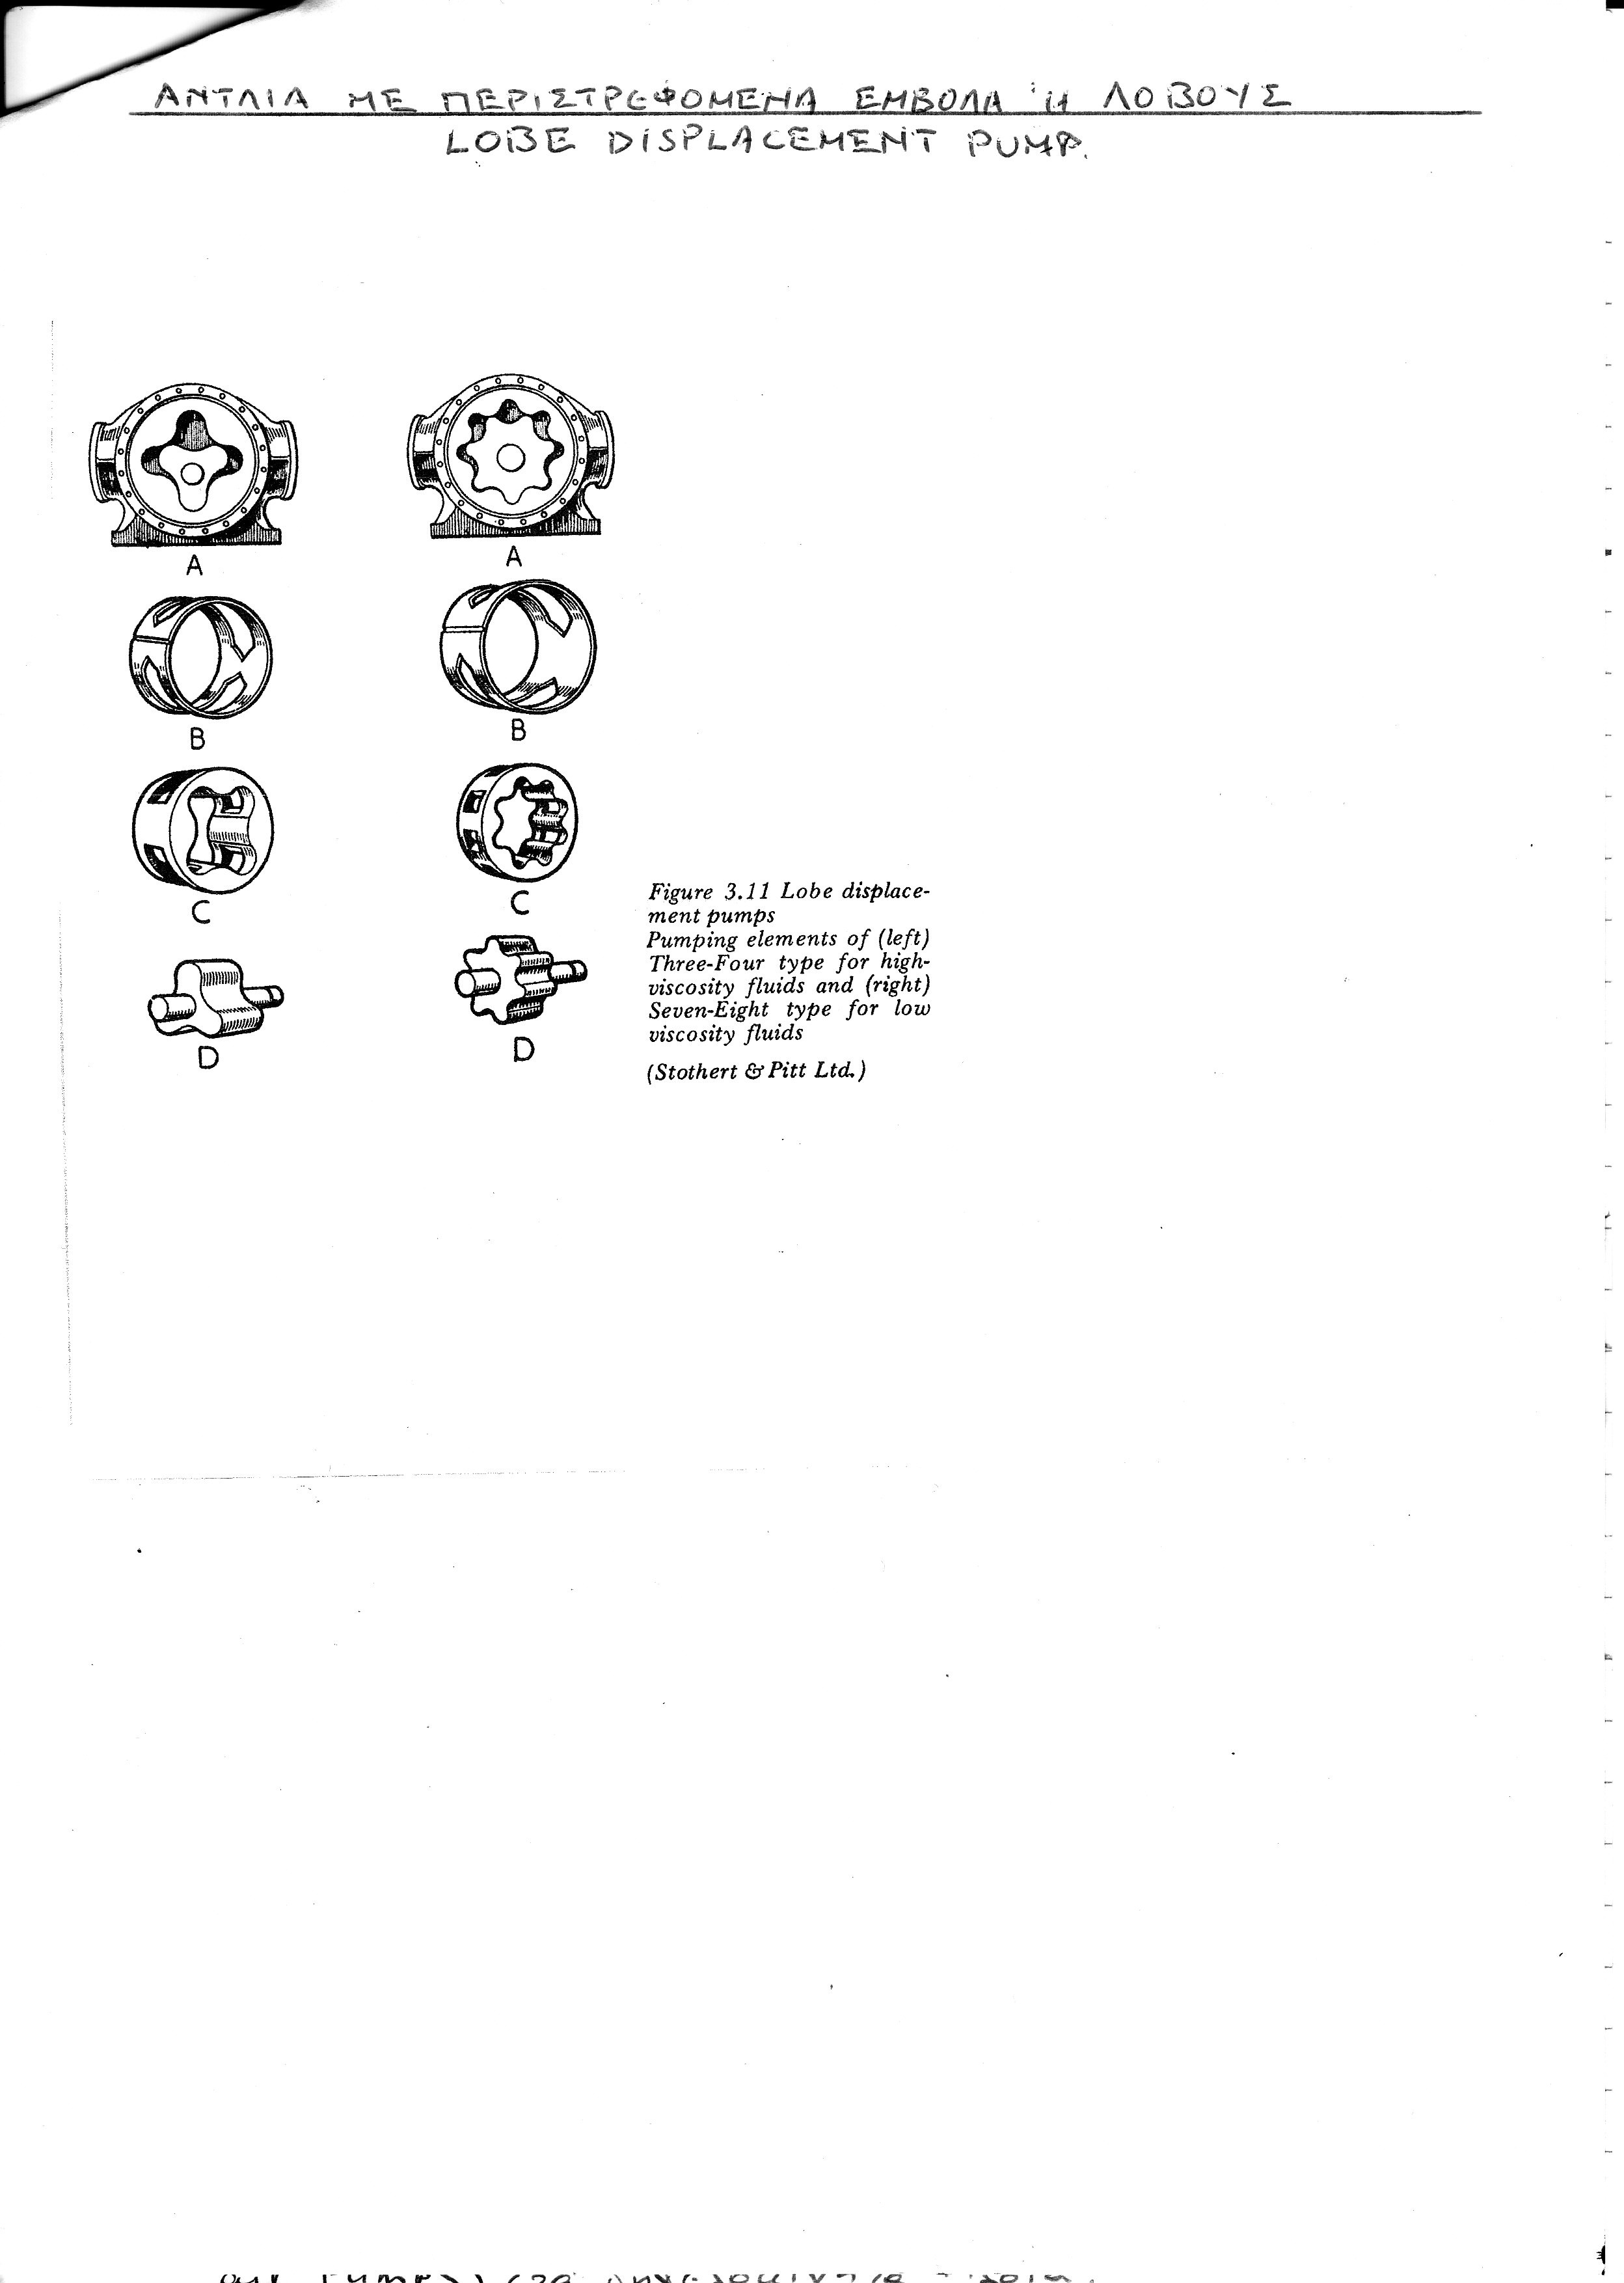 ΑΝΤΛΙΑ ΜΕ ΠΕΡΙΣΤΡΕΦΟΜΕΝΑ ΕΜΒΟΛΑ Ή ΛΟΒΟΥΣ
LOBE DISPLACEMENT PUMP.
A
A
B
B
C
C
D
D
Figure 3.11 Lobe displace-
ment pumps
Pumping elements of (left)
Three-Four type for high-
viscosity fluids and (right)
Seven-Eight type for low
viscosity fluids
(Stothert & Pitt Ltd.)